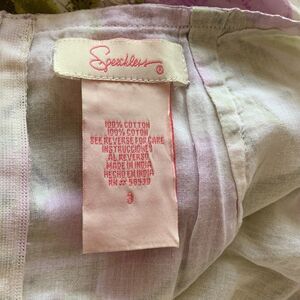 Speechless ®
100% COTTON
100% COTON
SEE REVERSE FOR CARE
INSTRUCCIONES
AL REVERSO
MADE IN INDIA
HECHO EN INDIA
RN # 58939
3